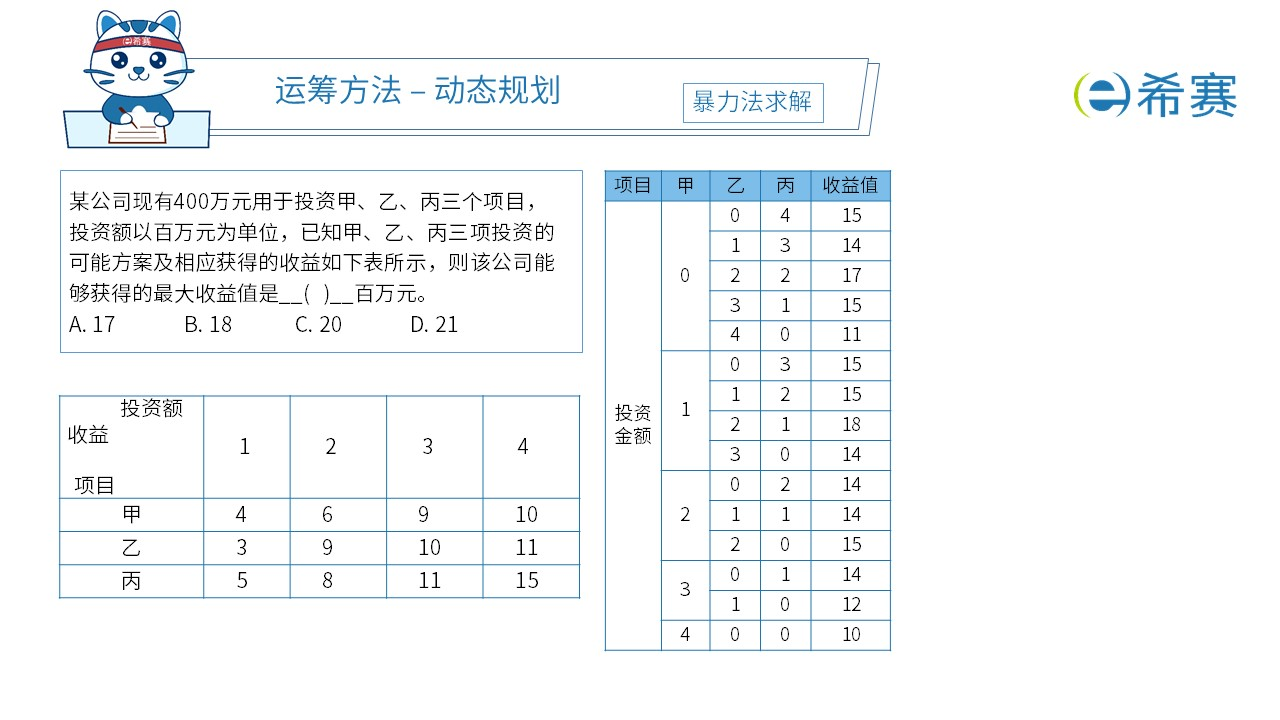 希赛
运筹方法 – 动态规划
暴力法求解
希赛
某公司现有400万元用于投资甲、乙、丙三个项目，
投资额以百万元为单位，已知甲、乙、丙三项投资的
可能方案及相应获得的收益如下表所示，则该公司能
够获得的最大收益值是__( )__百万元。
A. 17 B. 18 C. 20 D. 21
投资额
收益
项目
1 2 3 4
甲 4 6 9 10
乙 3 9 10 11
丙 5 8 11 15
项目 甲 乙 丙 收益值
投资
金额
0
0 4 15
1 3 14
2 2 17
3 1 15
4 0 11
1
0 3 15
1 2 15
2 1 18
3 0 14
2
0 2 14
1 1 14
2 0 15
3
0 1 14
1 0 12
4 0 0 10